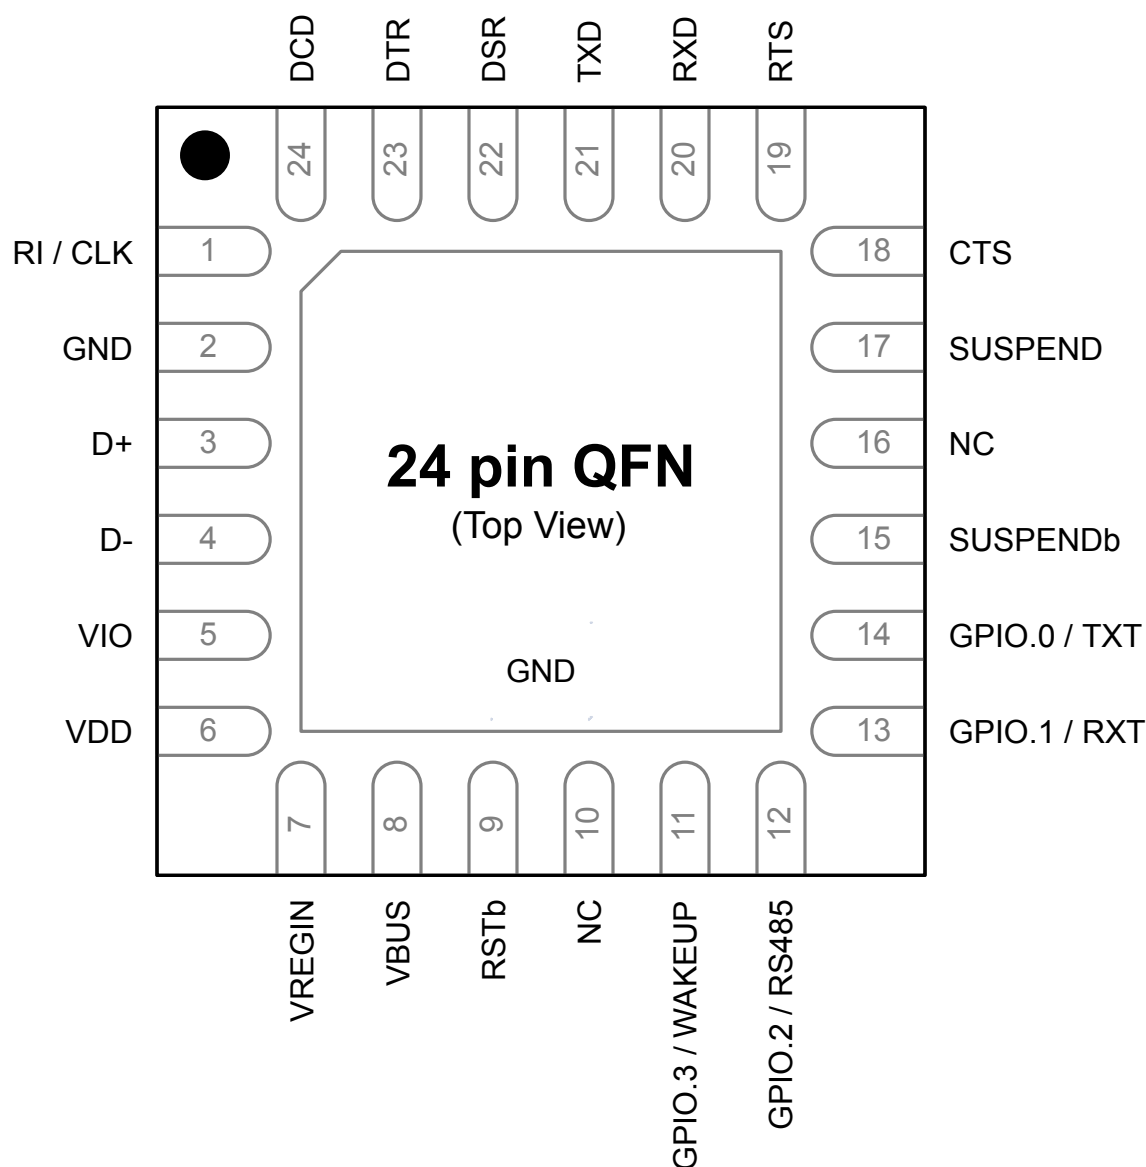 DCD
DTR
DSR
TXD
RXD
RTS
24
23
22
21
20
19
RI / CLK
1
18
CTS
GND
2
17
SUSPEND
D+
3
16
NC
24 pin QFN
(Top View)
D-
4
15
SUSPENDb
VIO
5
14
GPIO.0 / TXT
GND
VDD
6
13
GPIO.1 / RXT
7
8
9
10
11
12
VREGIN
VBUS
RSTb
NC
GPIO.3 / WAKEUP
GPIO.2 / RS485